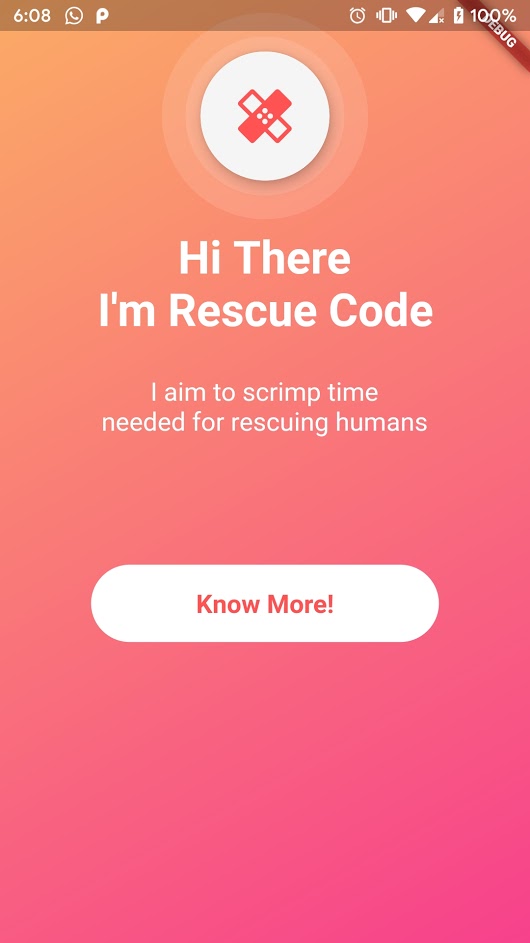 6:08
100%
DEBUG
Hi There
I'm Rescue Code
I aim to scrimp time
needed for rescuing humans
Know More!